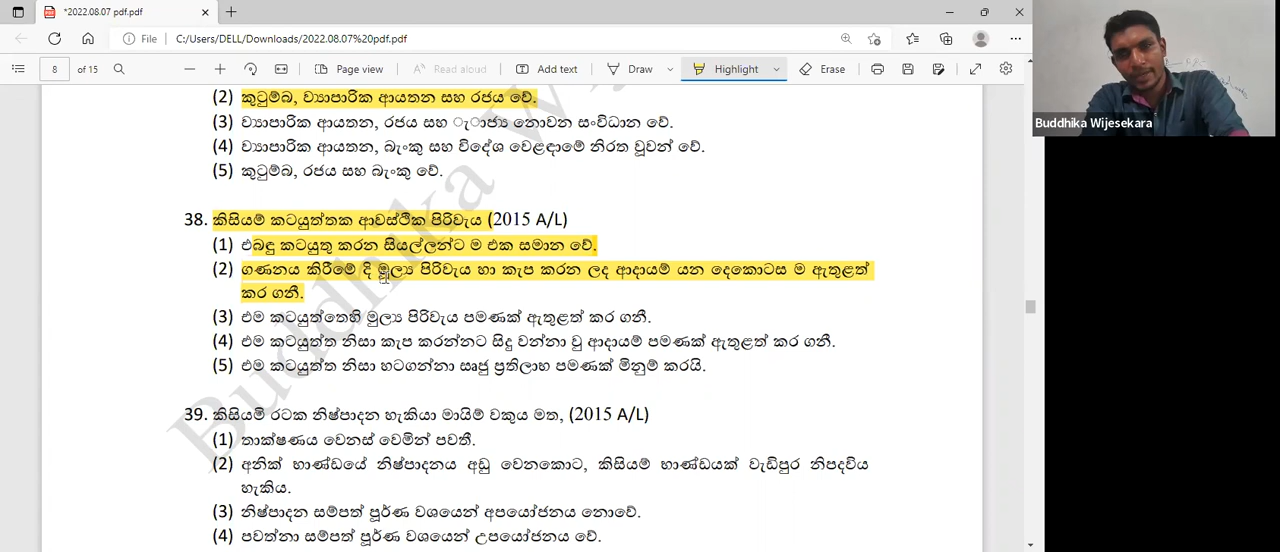 *2022.08.07 pdf.pdf
File C:/Users/DELL/Downloads/2022.08.07%20pdf.pdf
8 of 15 Page view Read aloud Add text Draw Highlight Erase
Buddhika Wijesekara
(2) කුටුම්බ, ව්‍යාපාරික ආයතන සහ රජය වේ.
(3) ව්‍යාපාරික ආයතන, රජය සහ ැාජ්‍ය නොවන සංවිධාන වේ.
(4) ව්‍යාපාරික ආයතන, බැංකු සහ විදේශ වෙළඳාමේ නිරත වූවන් වේ.
(5) කුටුම්බ, රජය සහ බැංකු වේ.
38. කිසියම් කටයුත්තක ආවස්ථික පිරිවැය (2015 A/L)
(1) එබඳු කටයුතු කරන සියල්ලන්ට ම එක සමාන වේ.
(2) ගණනය කිරීමේ දි මූල්‍ය පිරිවැය හා කැප කරන ලද ආදායම් යන දෙකොටස ම ඇතුළත්
කර ගනී.
(3) එම කටයුත්තෙහි මුල්‍ය පිරිවැය පමණක් ඇතුළත් කර ගනී.
(4) එම කටයුත්ත නිසා කැප කරන්නට සිදු වන්නා වු ආදායම් පමණක් ඇතුළත් කර ගනී.
(5) එම කටයුත්ත නිසා හටගන්නා සෘජු ප්‍රතිලාභ පමණක් මිනුම් කරයි.
39. කිසියම් රටක නිෂ්පාදන හැකියා මායිම් වකුය මත, (2015 A/L)
(1) තාක්ෂණය වෙනස් වෙමින් පවතී.
(2) අනික් භාණ්ඩයේ නිෂ්පාදනය අඩු වෙනකොට, කිසියම් භාණ්ඩයක් වැඩිපුර නිපදවිය
හැකිය.
(3) නිෂ්පාදන සම්පත් පූර්ණ වශයෙන් අපයෝජනය නොවේ.
(4) පවත්නා සම්පත් පූර්ණ වශයෙන් උපයෝජනය වේ.